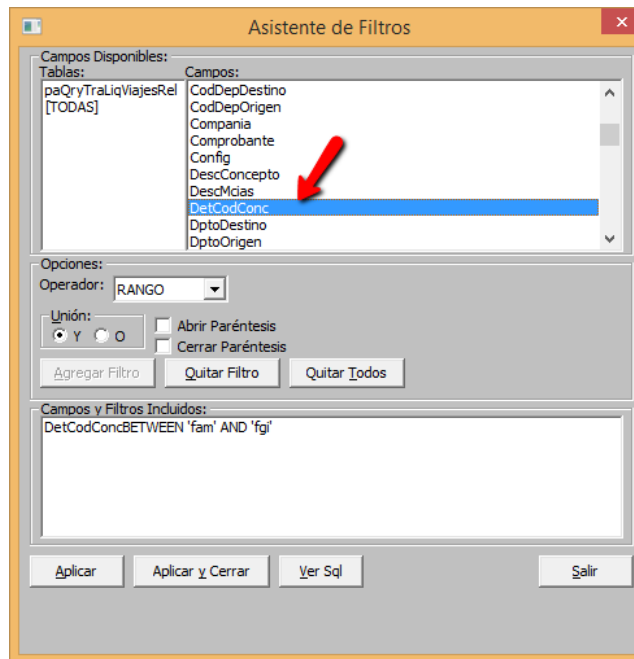 Asistente de Filtros
Campos Disponibles:
Tablas:
Campos:
paQryTraLiqViajesRel
[TODAS]
CodDepDestino
CodDepOrigen
Compania
Comprobante
Config
DescConcepto
DescMcias
DetCodConc
DptoDestino
DptoOrigen
Opciones:
Operador: RANGO
Unión:
Y O
Abrir Paréntesis
Cerrar Paréntesis
Agregar Filtro Quitar Filtro Quitar Todos
Campos y Filtros Incluidos:
DetCodConcBETWEEN 'fam' AND 'fgi'
Aplicar Aplicar y Cerrar Ver Sql Salir